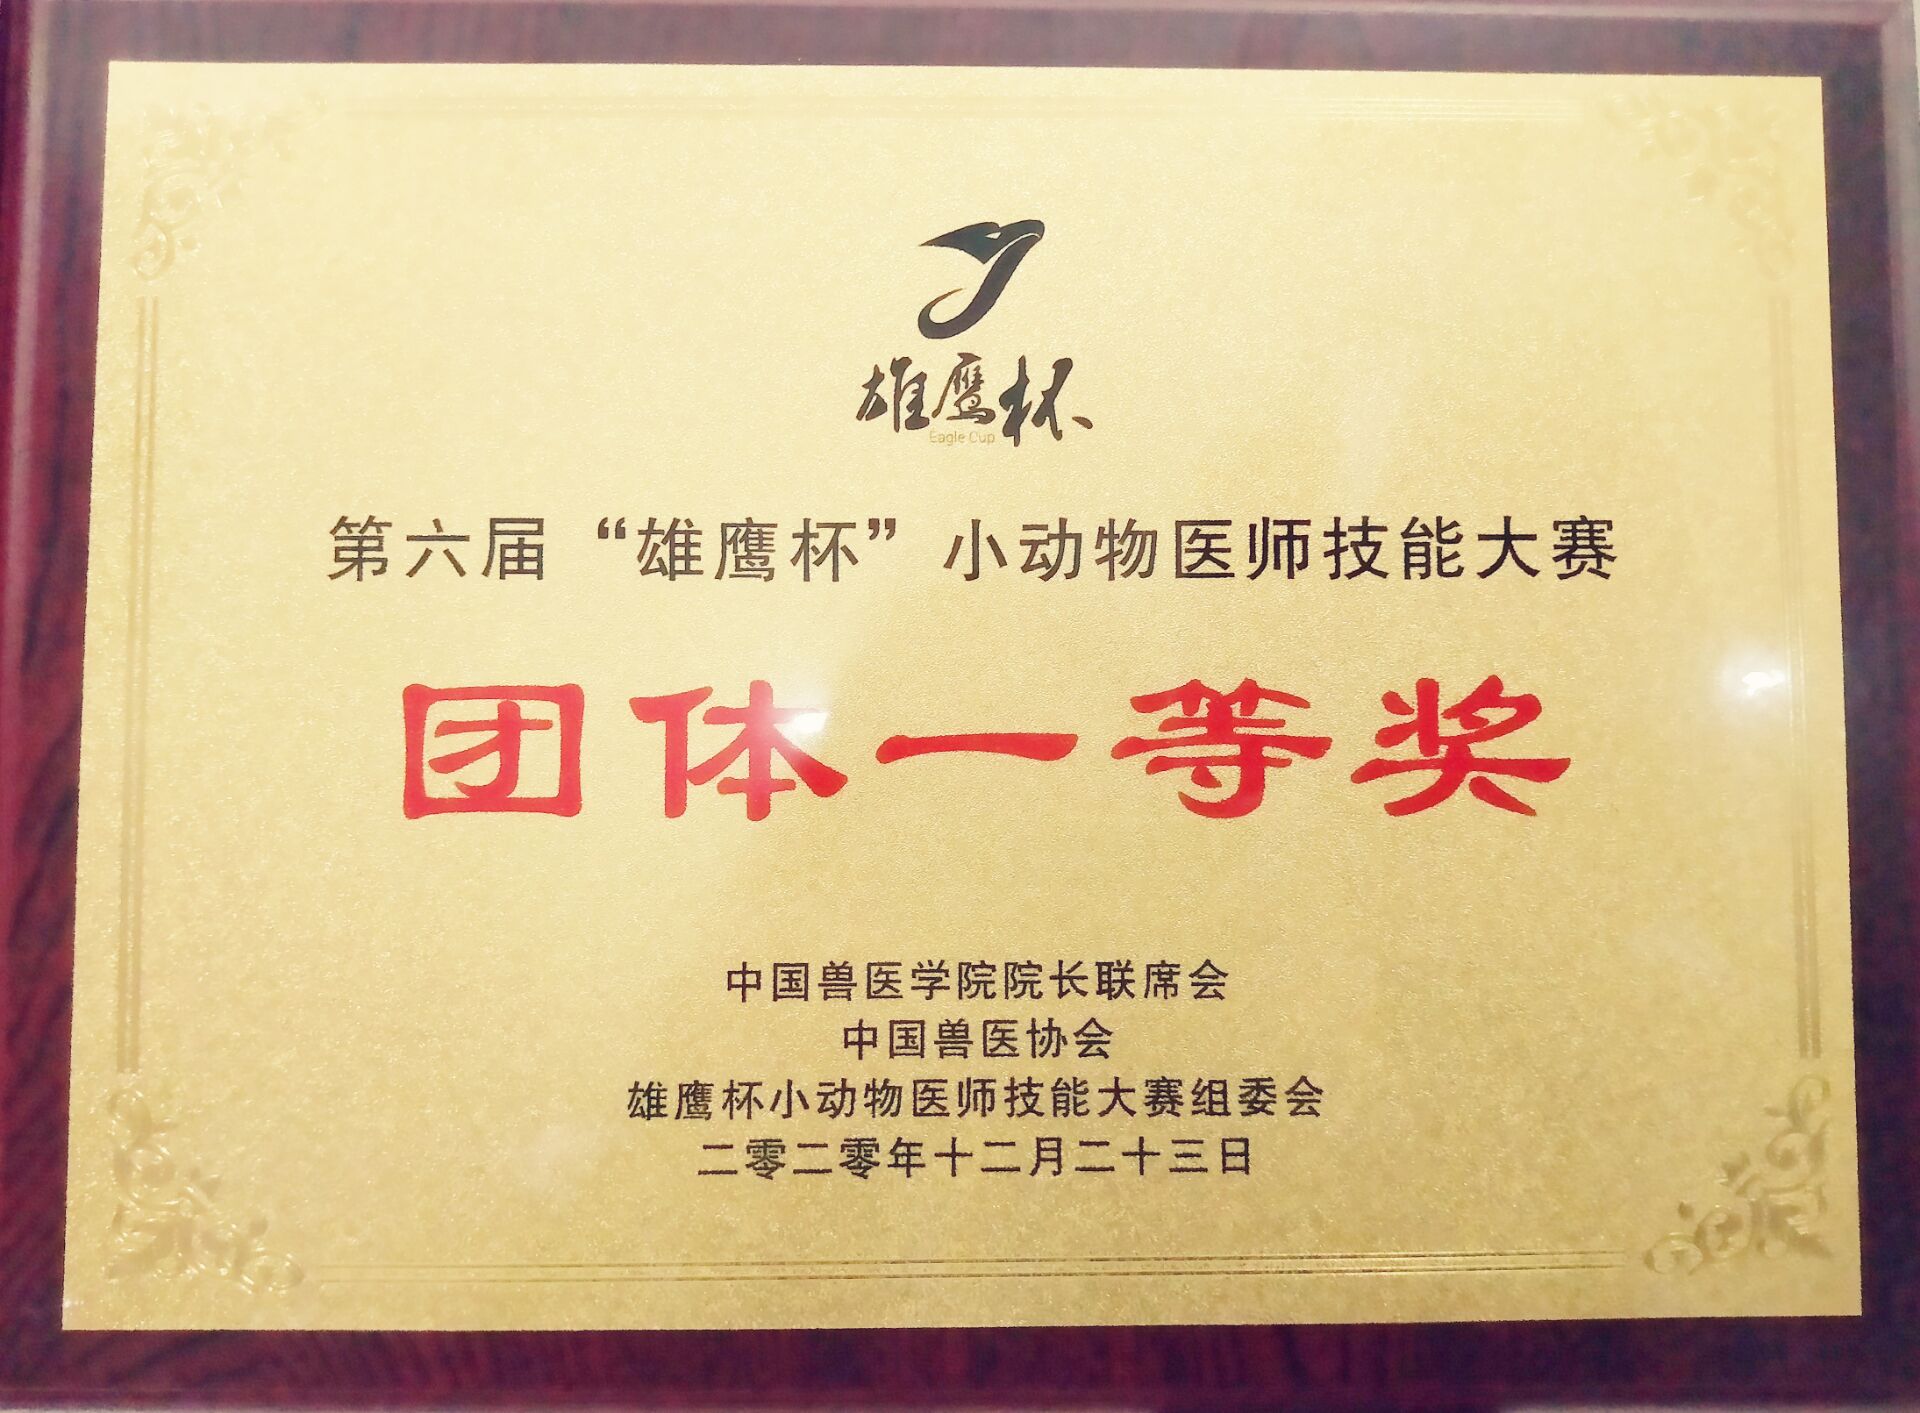 雄鹰杯
Eagle Cup
第六届“雄鹰杯”小动物医师技能大赛
团体一等奖
中国兽医学院院长联席会
中国兽医协会
雄鹰杯小动物医师技能大赛组委会
二零二零年十二月二十三日